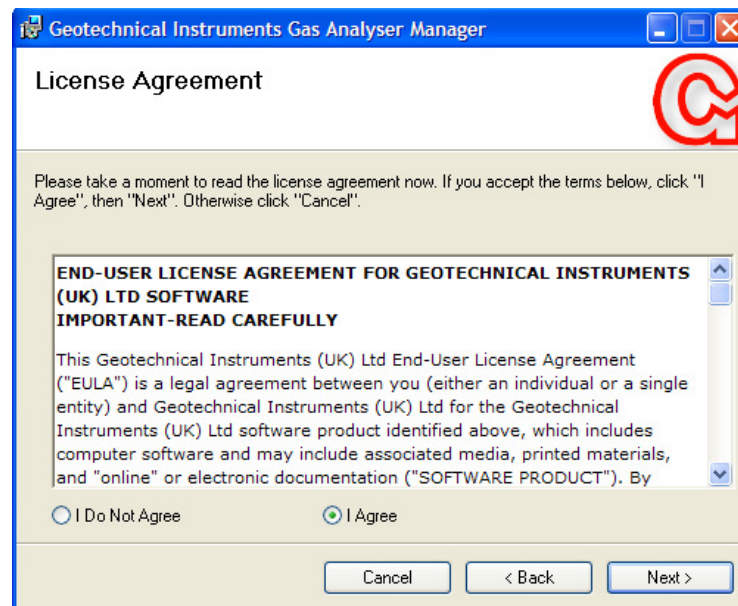 Geotechnical Instruments Gas Analyser Manager
License Agreement
Please take a moment to read the license agreement now. If you accept the terms below, click "I
Agree", then "Next". Otherwise click "Cancel".
END-USER LICENSE AGREEMENT FOR GEOTECHNICAL INSTRUMENTS
(UK) LTD SOFTWARE
IMPORTANT-READ CAREFULLY
This Geotechnical Instruments (UK) Ltd End-User License Agreement
("EULA") is a legal agreement between you (either an individual or a single
entity) and Geotechnical Instruments (UK) Ltd for the Geotechnical
Instruments (UK) Ltd software product identified above, which includes
computer software and may include associated media, printed materials,
and "online" or electronic documentation ("SOFTWARE PRODUCT"). By
I Do Not Agree
I Agree
Cancel
< Back
Next >